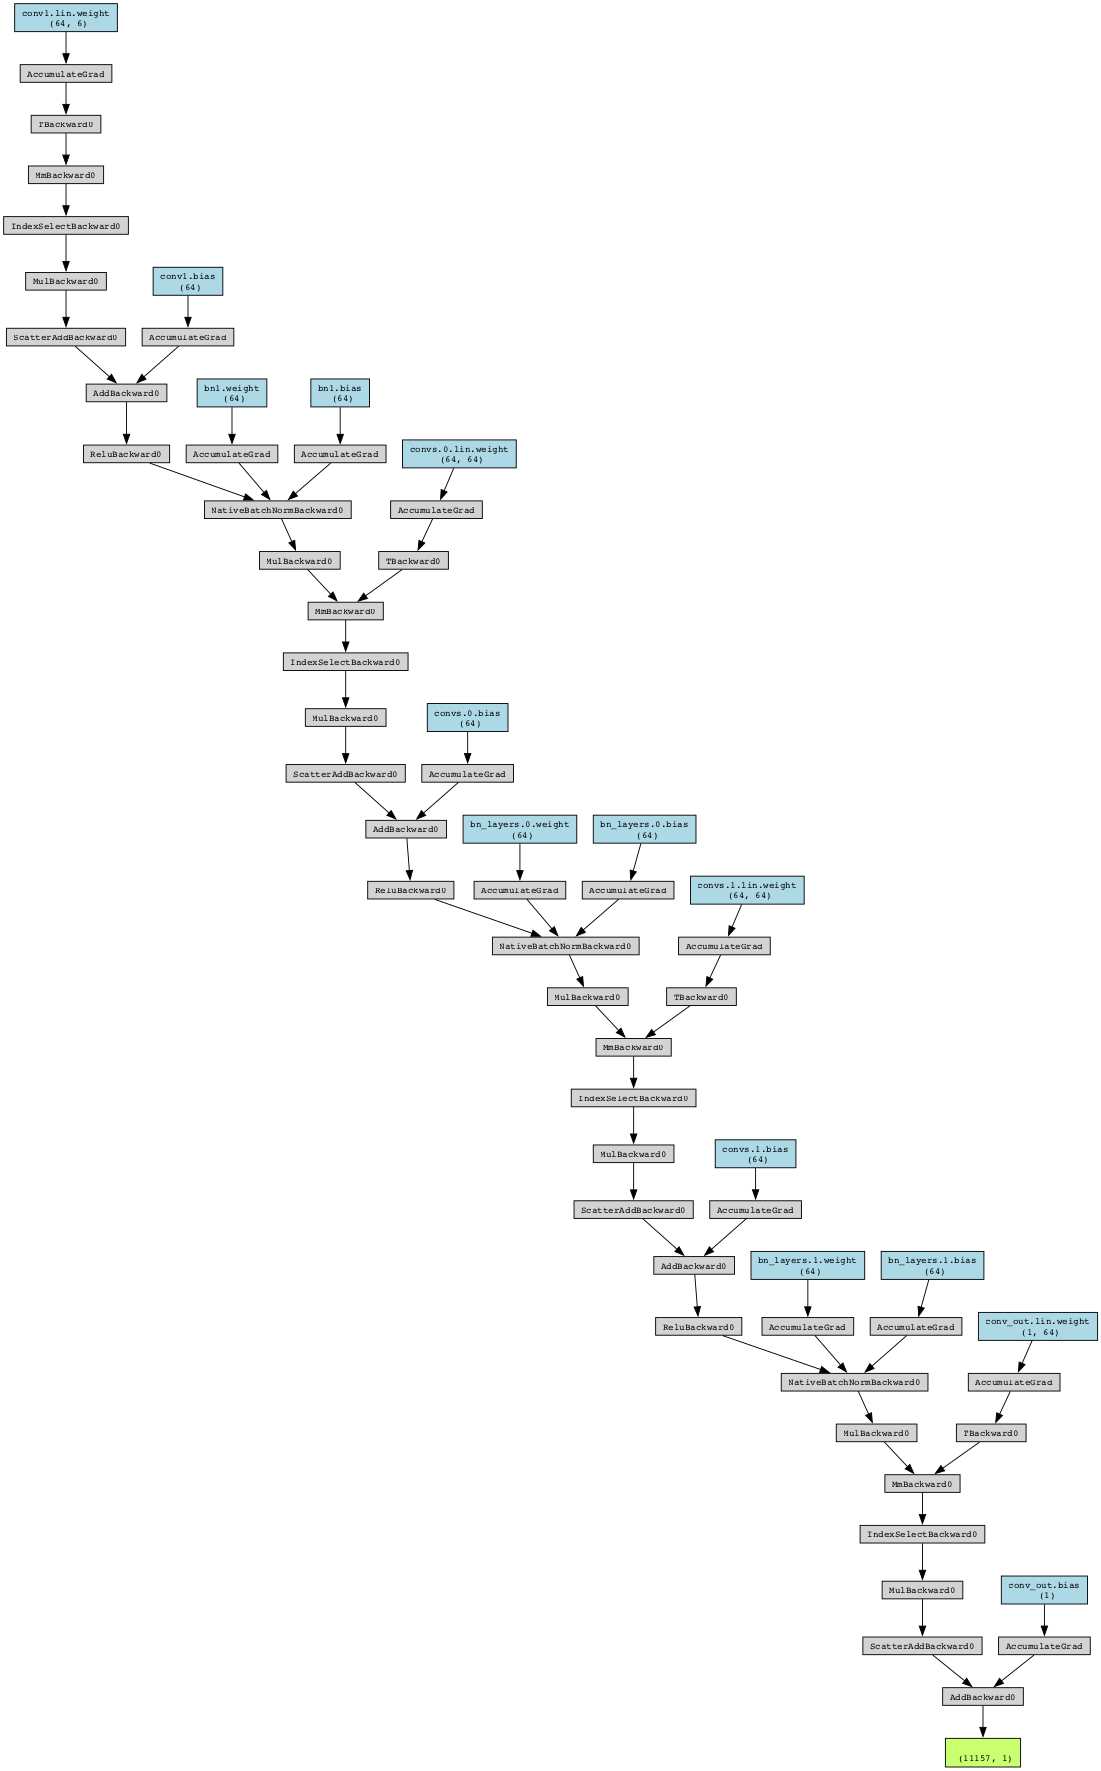 conv1.lin.weight
(64, 6)
AccumulateGrad
TBackward0
MmBackward0
IndexSelectBackward0
MulBackward0
conv1.bias
(64)
ScatterAddBackward0
AccumulateGrad
AddBackward0
bn1.weight
(64)
bn1.bias
(64)
ReluBackward0
AccumulateGrad
AccumulateGrad
convs.0.lin.weight
(64, 64)
NativeBatchNormBackward0
AccumulateGrad
MulBackward0
TBackward0
MmBackward0
IndexSelectBackward0
MulBackward0
convs.0.bias
(64)
ScatterAddBackward0
AccumulateGrad
AddBackward0
bn_layers.0.weight
(64)
bn_layers.0.bias
(64)
ReluBackward0
AccumulateGrad
AccumulateGrad
convs.1.lin.weight
(64, 64)
NativeBatchNormBackward0
AccumulateGrad
MulBackward0
TBackward0
MmBackward0
IndexSelectBackward0
MulBackward0
convs.1.bias
(64)
ScatterAddBackward0
AccumulateGrad
AddBackward0
bn_layers.1.weight
(64)
bn_layers.1.bias
(64)
ReluBackward0
AccumulateGrad
AccumulateGrad
conv_out.lin.weight
(1, 64)
NativeBatchNormBackward0
AccumulateGrad
MulBackward0
TBackward0
MmBackward0
IndexSelectBackward0
MulBackward0
conv_out.bias
(1)
ScatterAddBackward0
AccumulateGrad
AddBackward0
(11157, 1)